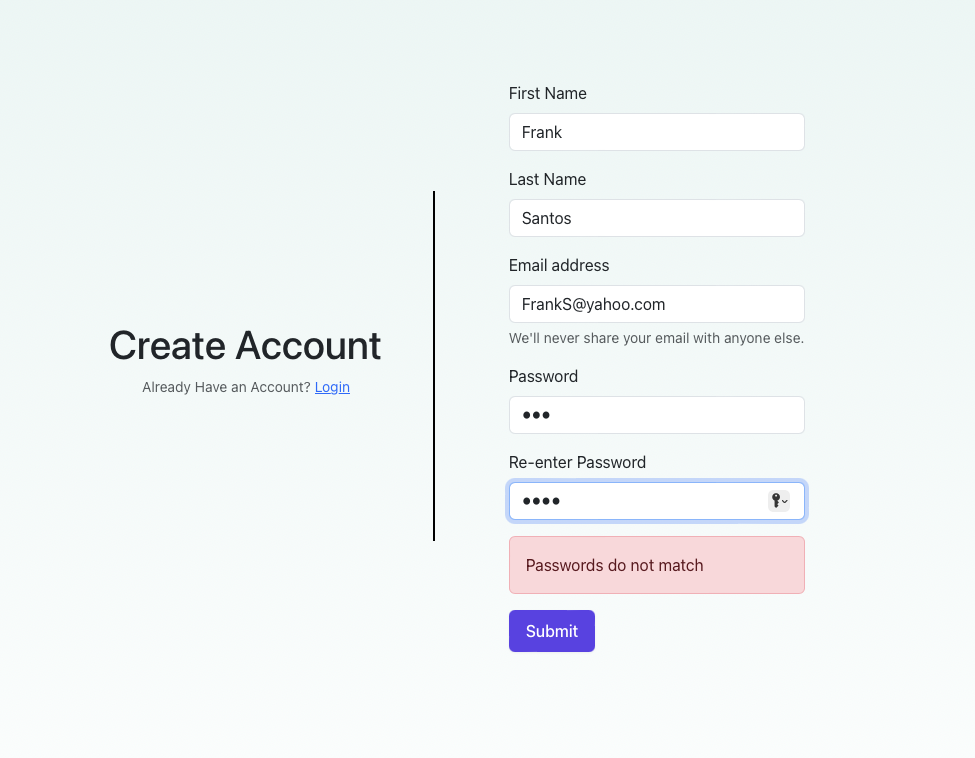 Create Account
Already Have an Account? Login
First Name
Frank
Last Name
Santos
Email address
FrankS@yahoo.com
We'll never share your email with anyone else.
Password
•••
Re-enter Password
••••
Passwords do not match
Submit